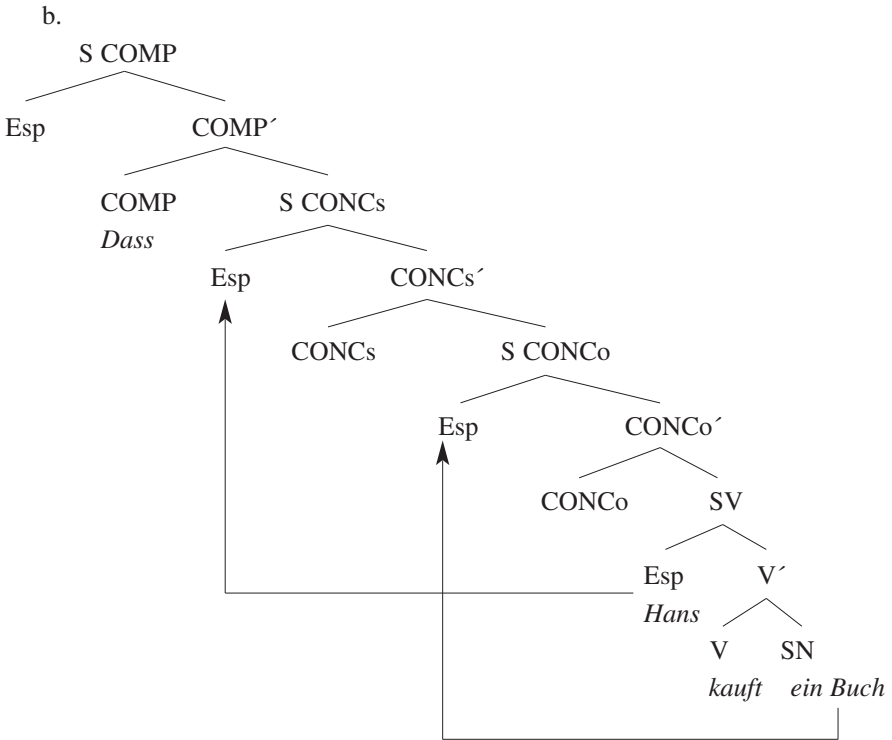 b.
S COMP
Esp COMP´
COMP S CONCs
Dass
Esp CONCs´
CONCs S CONCo
Esp CONCo´
CONCo SV
Esp V´
Hans
V SN
kauft ein Buch